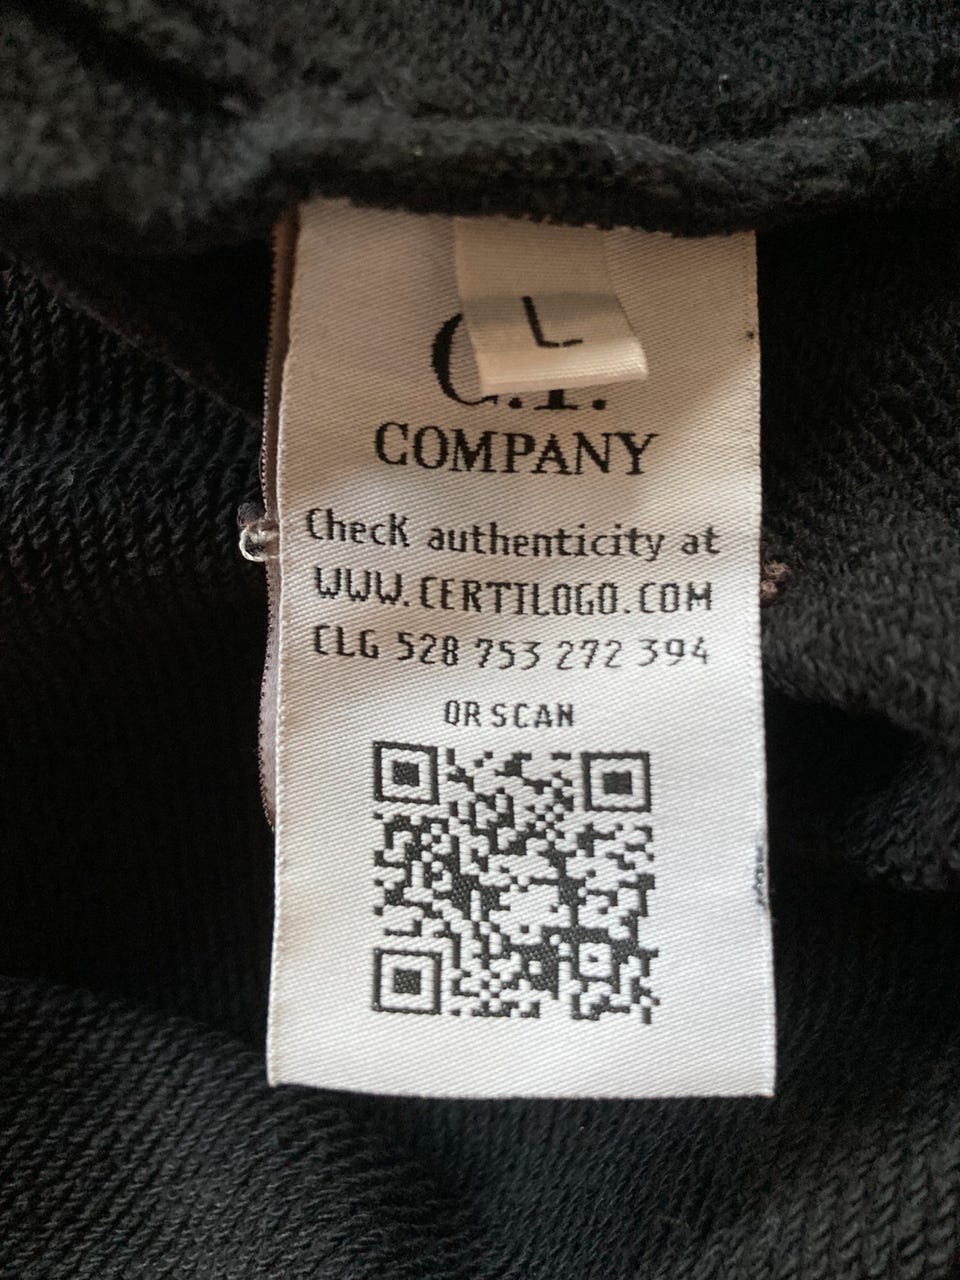 L
C.P.
COMPANY
Check authenticity at
WWW.CERTILOGO.COM
CLG 528 753 272 394
OR SCAN